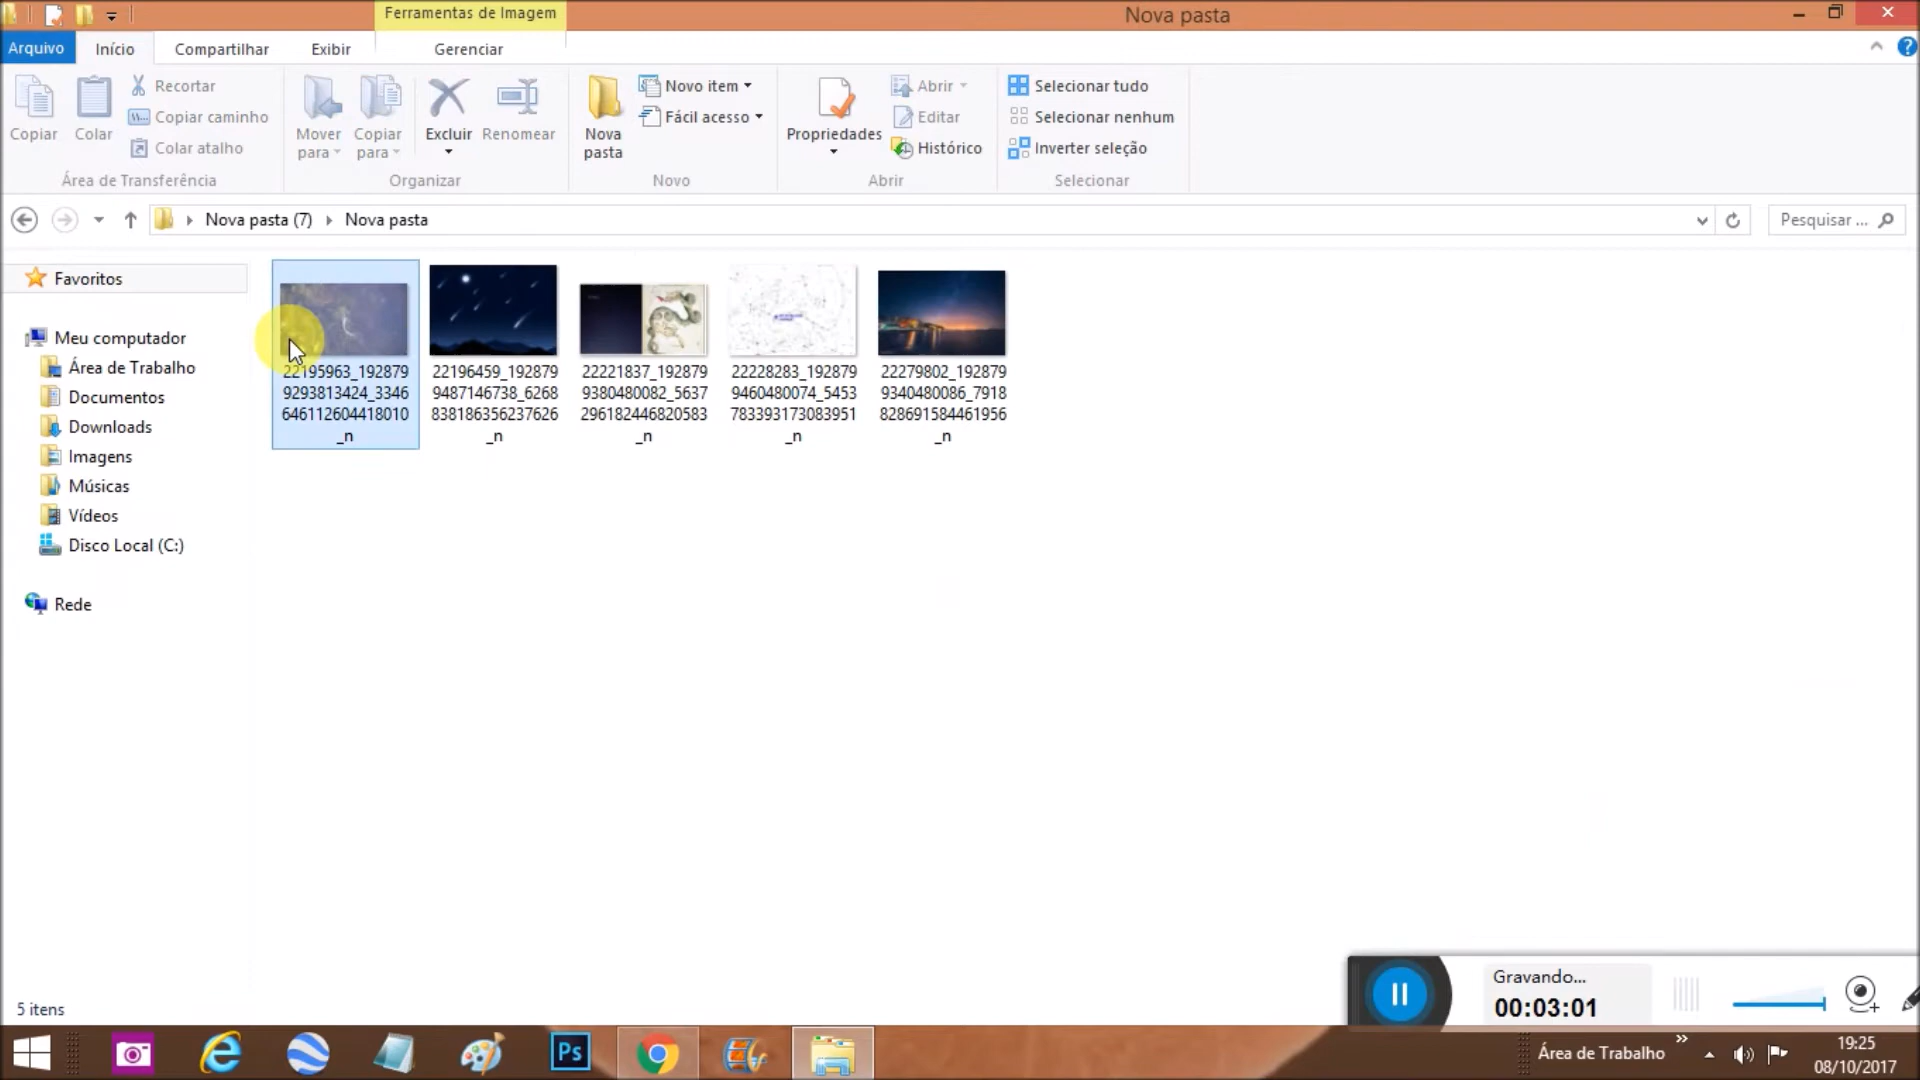 Ferramentas de Imagem
Nova pasta
Arquivo
Início
Compartilhar
Exibir
Gerenciar
Copiar
Colar
Recortar
Copiar caminho
Colar atalho
Área de Transferência
Mover para
Copiar para
Excluir
Renomear
Organizar
Nova pasta
Novo item
Fácil acesso
Novo
Propriedades
Abrir
Editar
Histórico
Abrir
Selecionar tudo
Selecionar nenhum
Inverter seleção
Selecionar
Nova pasta (7)
Nova pasta
Pesquisar ...
Favoritos
Meu computador
Área de Trabalho
Documentos
Downloads
Imagens
Músicas
Vídeos
Disco Local (C:)
Rede
22195963_192879
9293813424_3346
646112604418010
_n
22196459_192879
9487146738_6268
838186356237626
_n
22221837_192879
9380480082_5637
296182446820583
_n
22228283_192879
9460480074_5453
783393173083951
_n
22279802_192879
9340480086_7918
828691584461956
_n
5 itens
Gravando...
00:03:01
Ps
Área de Trabalho
19:25
08/10/2017